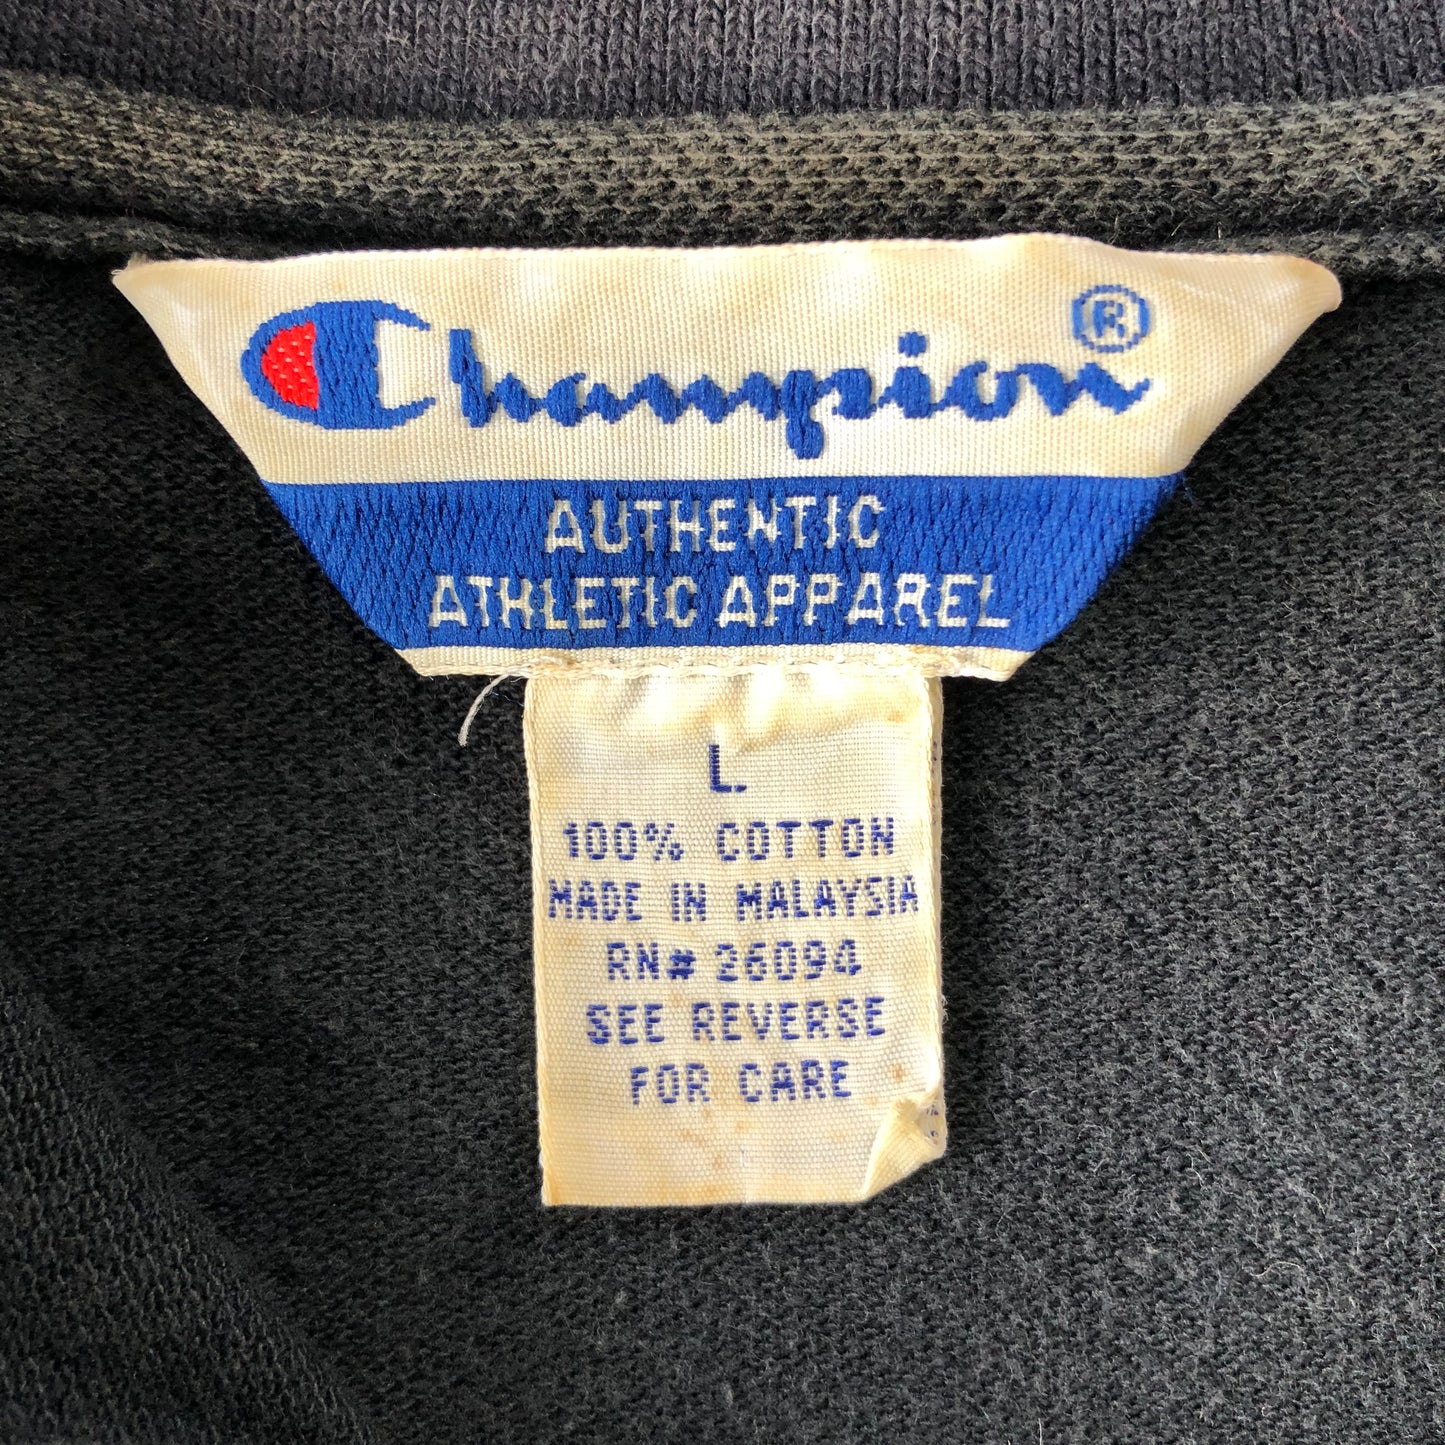 Champion®
AUTHENTIC
ATHLETIC APPAREL
L
100% COTTON
MADE IN MALAYSIA
RN# 26094
SEE REVERSE
FOR CARE